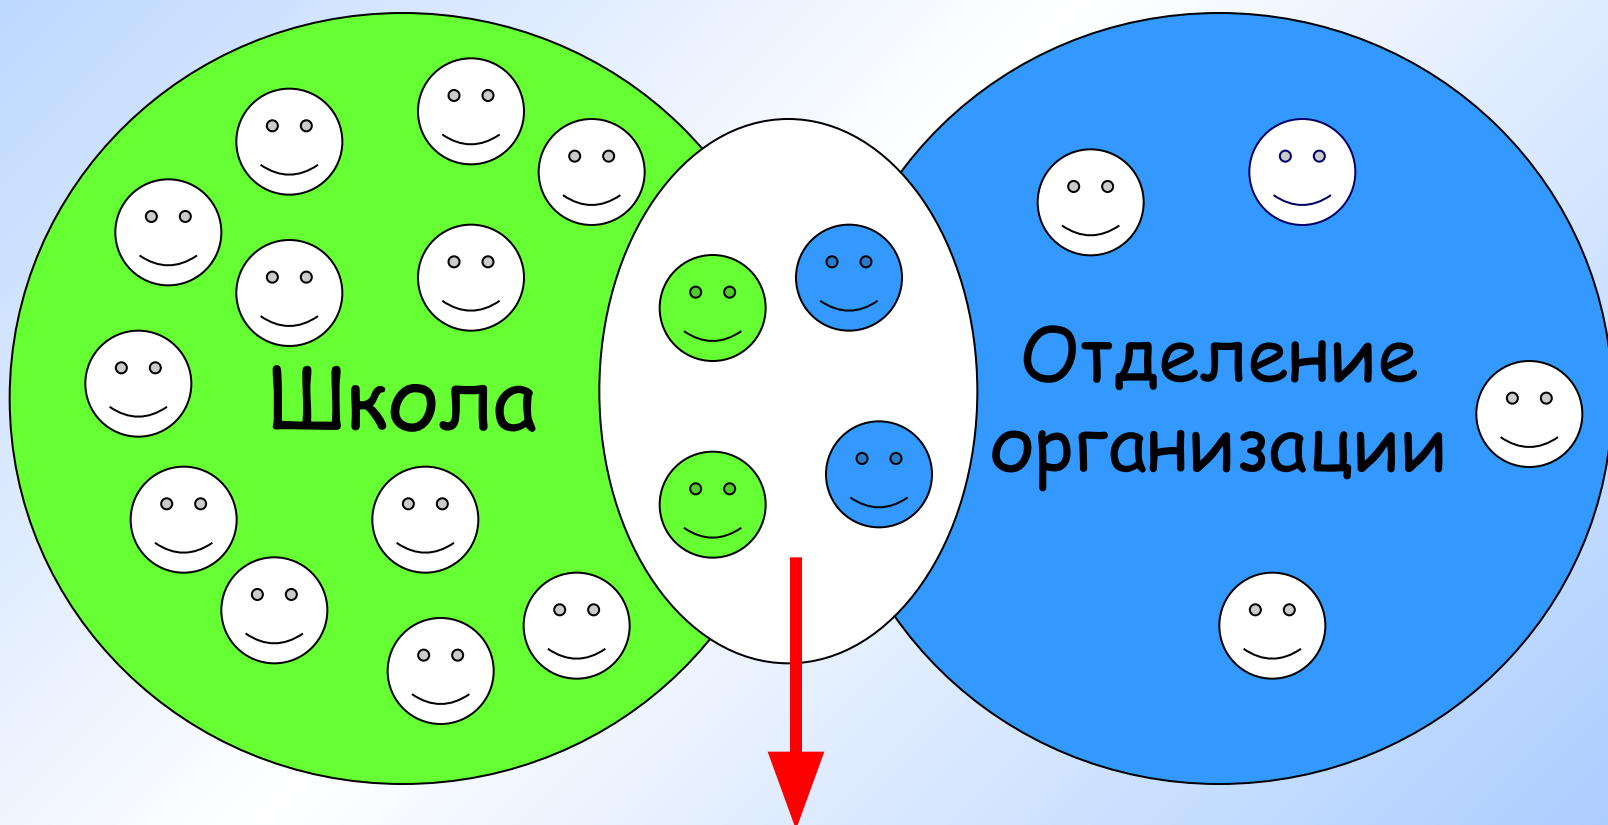 Школа
Отделение
организации